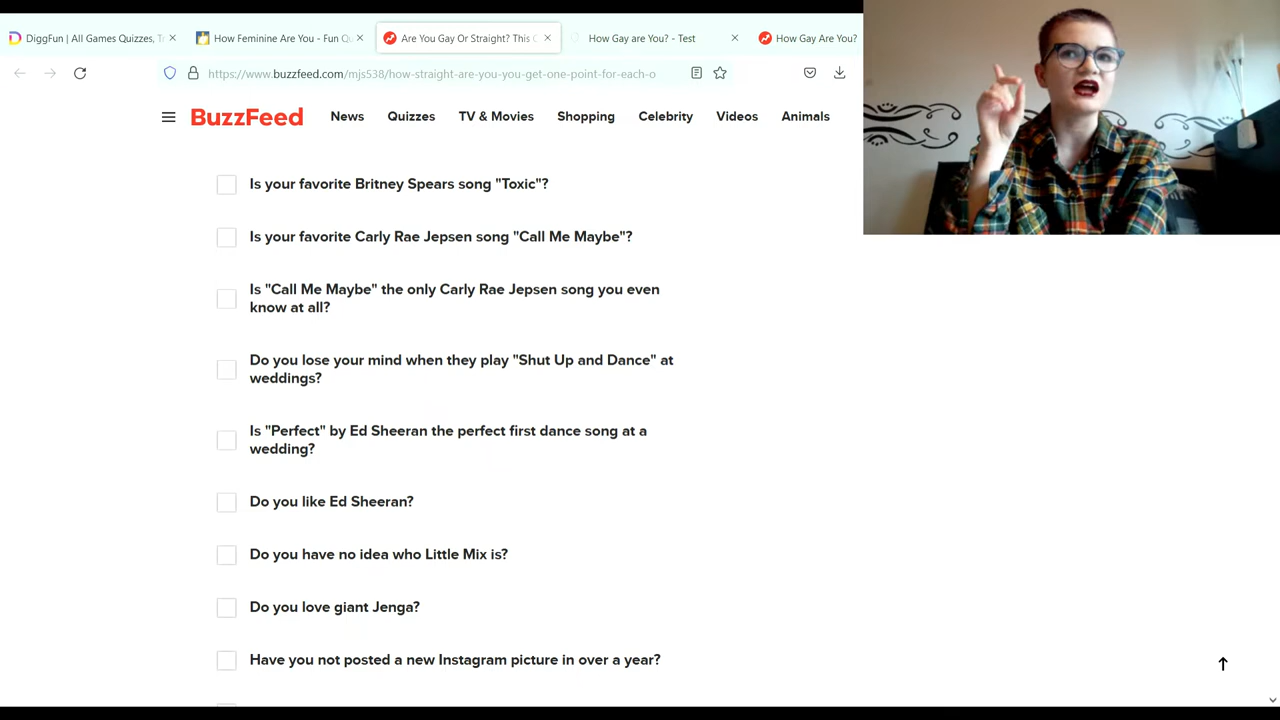 DiggFun | All Games Quizzes, T
How Feminine Are You - Fun Q
Are You Gay Or Straight? This
How Gay are You? - Test
How Gay Are You?
https://www.buzzfeed.com/mjs538/how-straight-are-you-you-get-one-point-for-each-o
BuzzFeed
News
Quizzes
TV & Movies
Shopping
Celebrity
Videos
Animals
Is your favorite Britney Spears song "Toxic"?
Is your favorite Carly Rae Jepsen song "Call Me Maybe"?
Is "Call Me Maybe" the only Carly Rae Jepsen song you even
know at all?
Do you lose your mind when they play "Shut Up and Dance" at
weddings?
Is "Perfect" by Ed Sheeran the perfect first dance song at a
wedding?
Do you like Ed Sheeran?
Do you have no idea who Little Mix is?
Do you love giant Jenga?
Have you not posted a new Instagram picture in over a year?